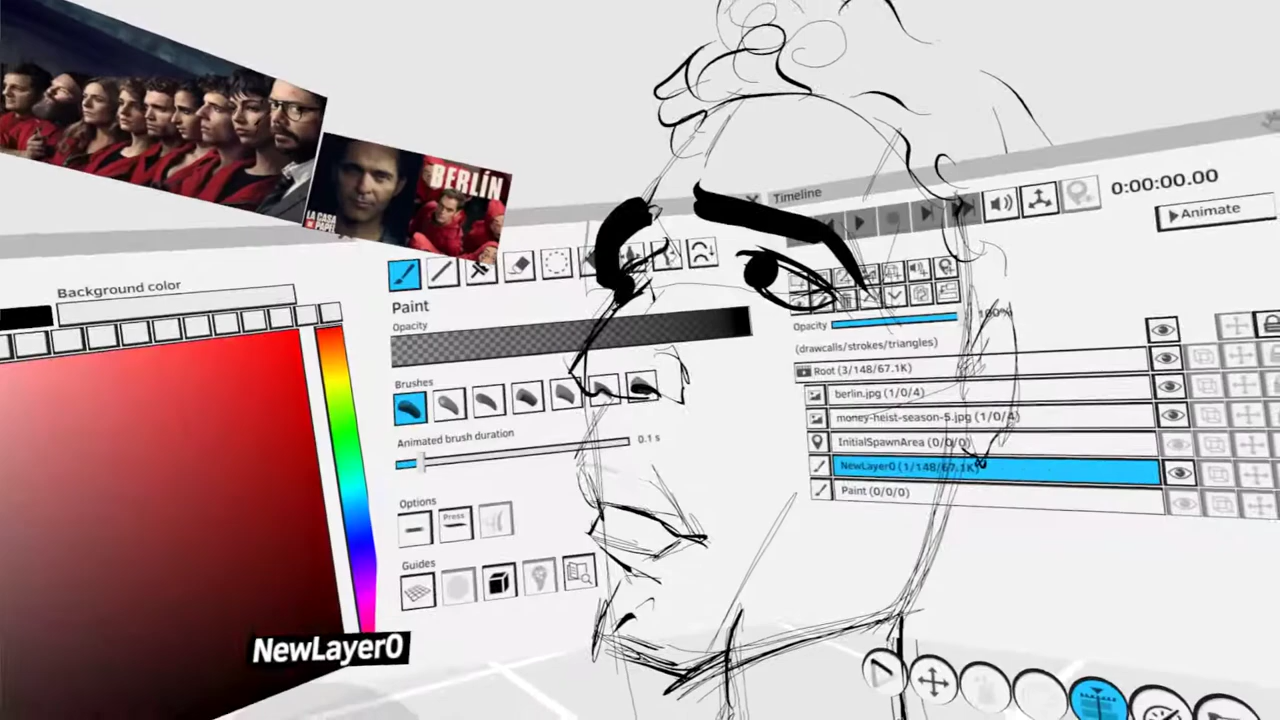 BERLÍN
LA CASA
DE PAPEL
Timeline
0:00:00.00
Animate
Background color
Paint
Opacity
Opacity
100%
(drawcalls/strokes/triangles)
Root (3/148/67.1K)
Brushes
berlin.jpg (1/0/4)
money-heist-season-5.jpg (1/0/4)
Animated brush duration
0.1 s
InitialSpawnArea (0/0/0)
NewLayer0 (1/148/67.1K)
Paint (0/0/0)
Options
Press
Guides
NewLayer0